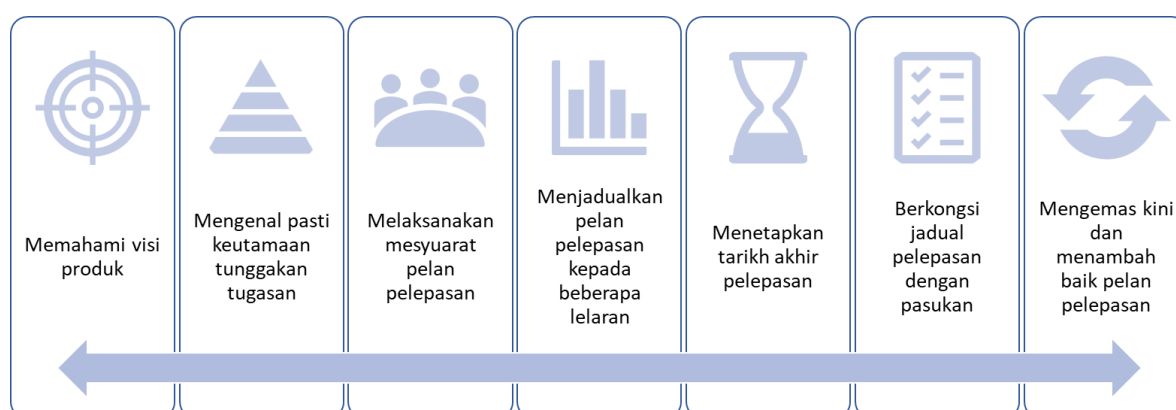 Memahami visi
produk
Mengenal pasti
keutamaan
tunggakan
tugasan
Melaksanakan
mesyuarat
pelan
pelepasan
Menjadualkan
pelan
pelepasan
kepada
beberapa
lelaran
Menetapkan
tarikh akhir
pelepasan
Berkongsi
jadual
pelepasan
dengan
pasukan
Mengemas kini
dan
menambah
baik pelan
pelepasan